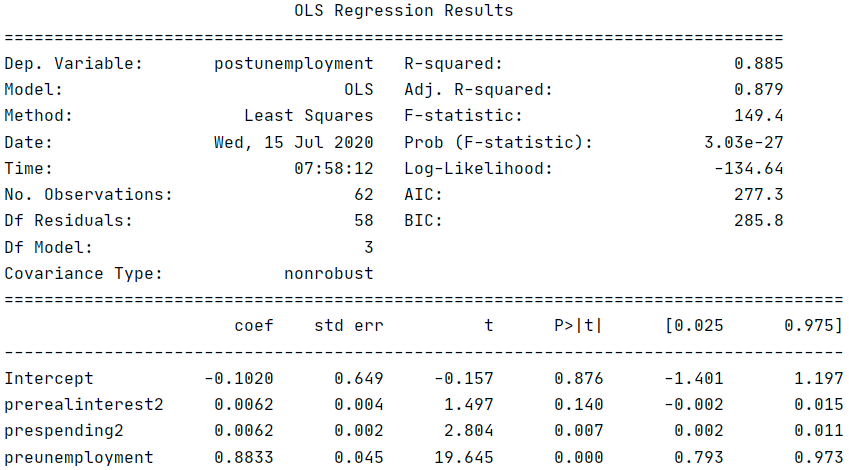 OLS Regression Results
==============================================================================
Dep. Variable: postunemployment R-squared: 0.885
Model: OLS Adj. R-squared: 0.879
Method: Least Squares F-statistic: 149.4
Date: Wed, 15 Jul 2020 Prob (F-statistic): 3.03e-27
Time: 07:58:12 Log-Likelihood: -134.64
No. Observations: 62 AIC: 277.3
Df Residuals: 58 BIC: 285.8
Df Model: 3
Covariance Type: nonrobust
====================================================================================
coef std err t P>|t| [0.025 0.975]
------------------------------------------------------------------------------------
Intercept -0.1020 0.649 -0.157 0.876 -1.401 1.197
prerealinterest2 0.0062 0.004 1.497 0.140 -0.002 0.015
prespending2 0.0062 0.002 2.804 0.007 0.002 0.011
preunemployment 0.8833 0.045 19.645 0.000 0.793 0.973